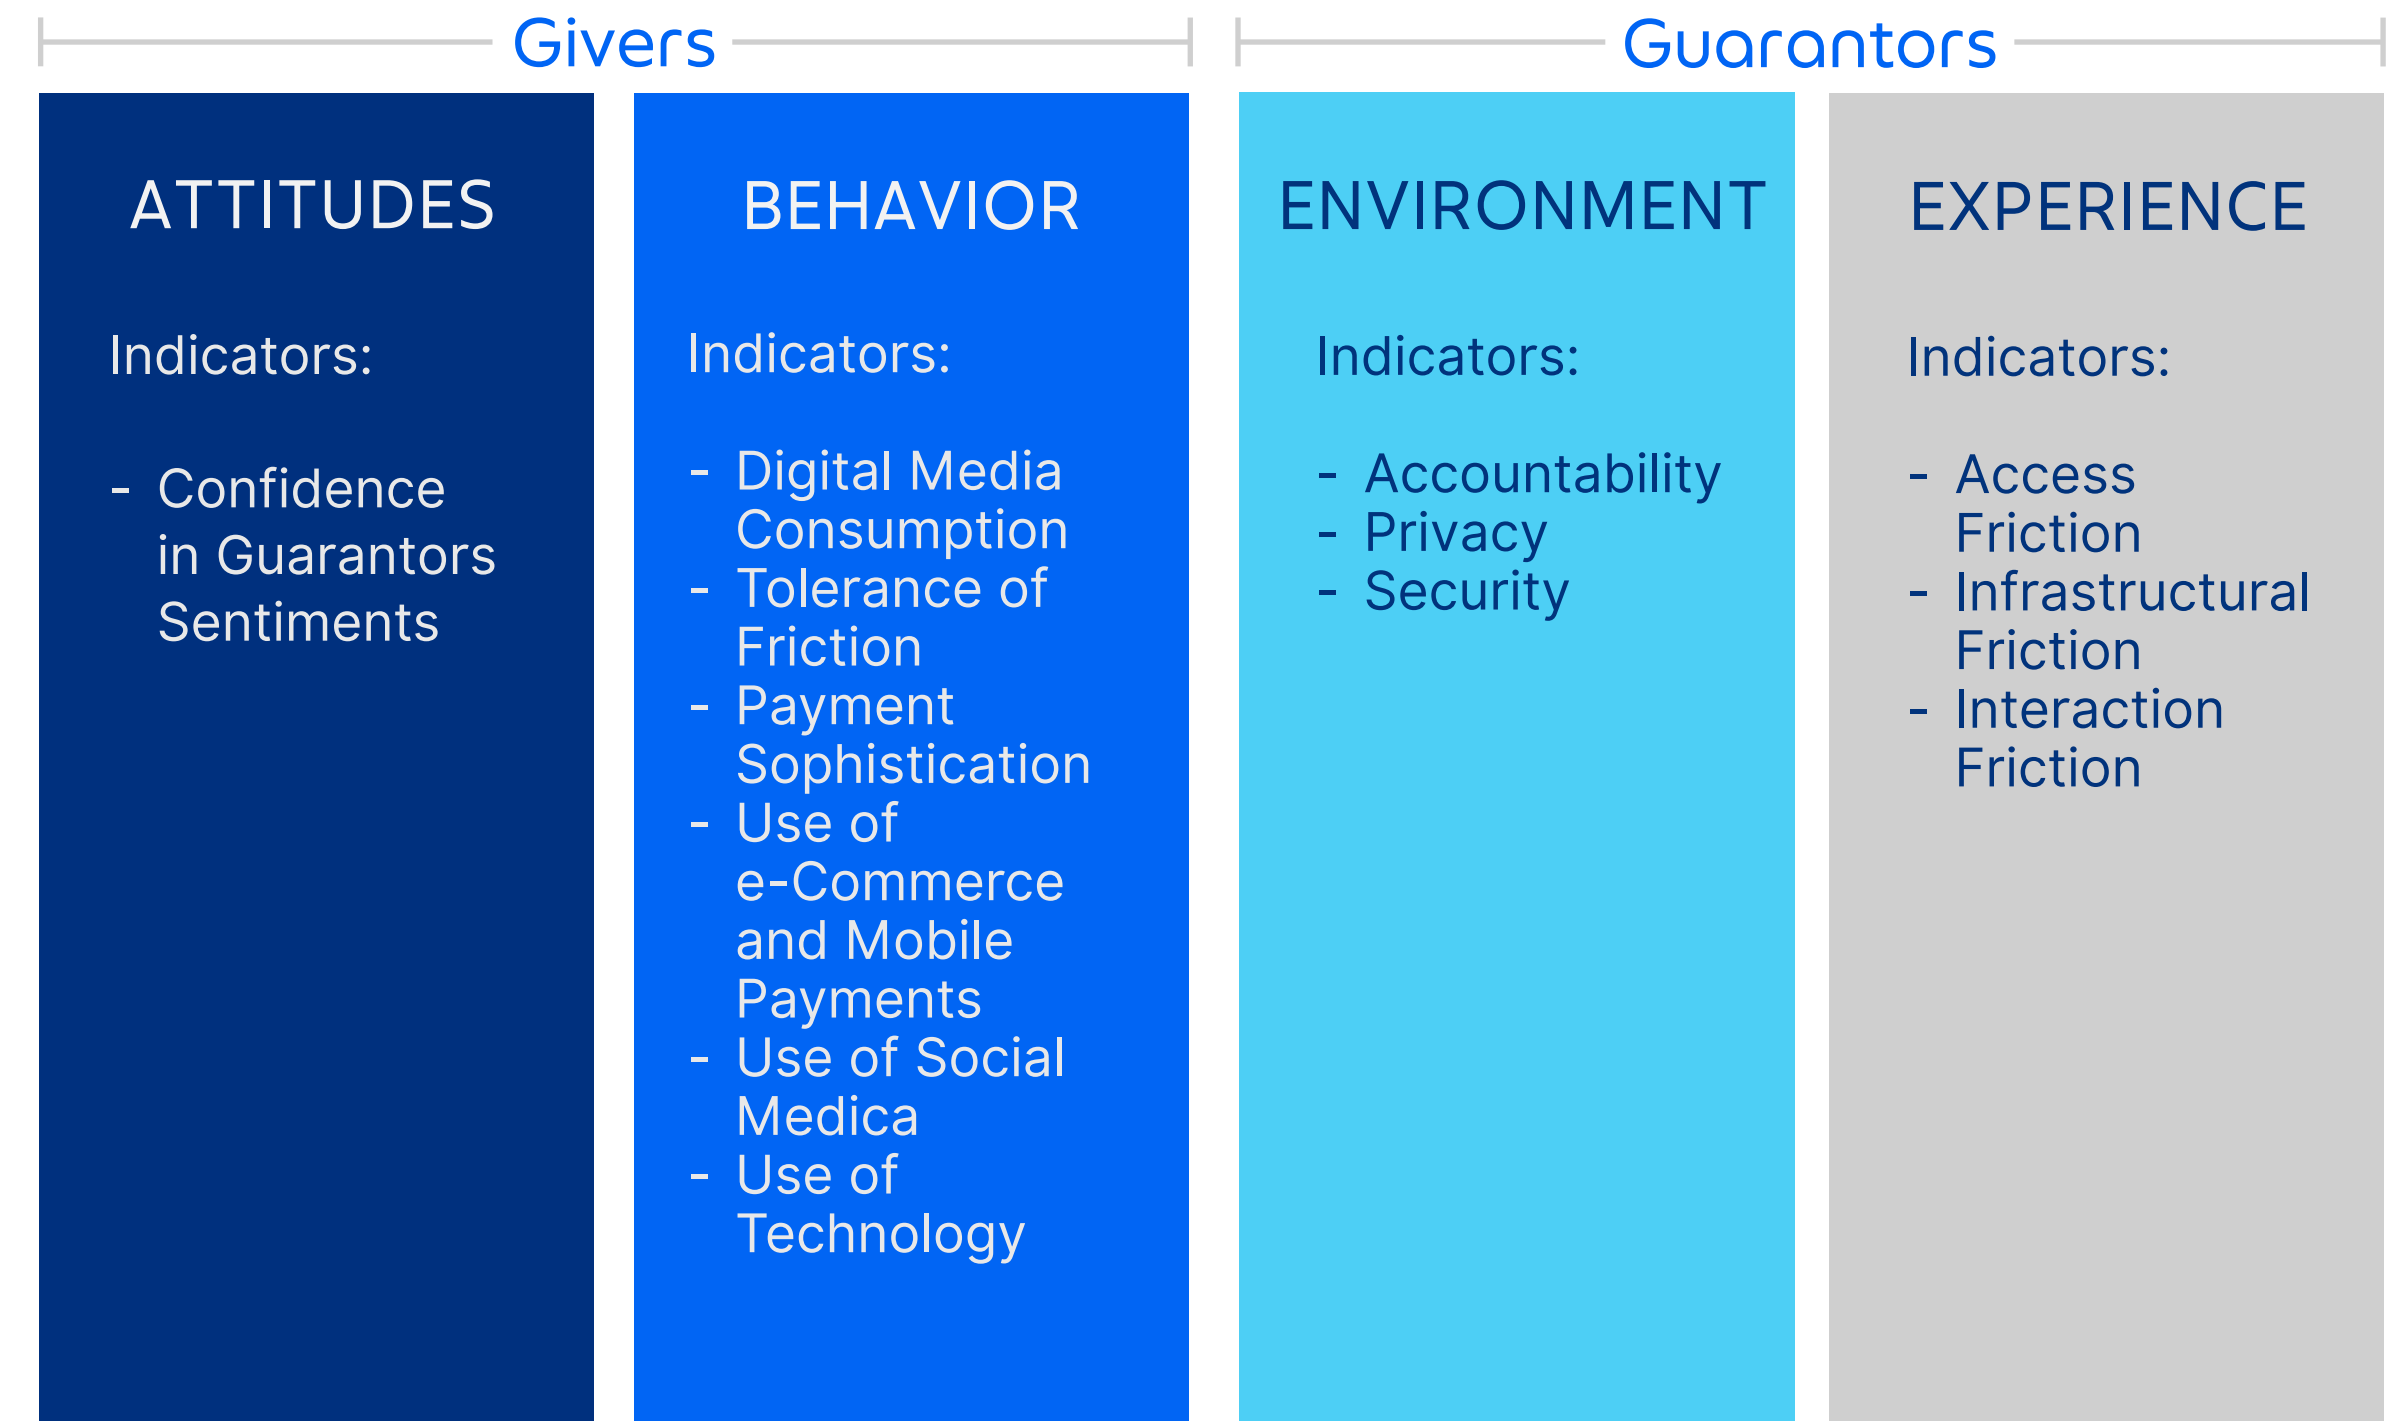 Givers
Guarantors
ATTITUDES
Indicators:
- Confidence
in Guarantors
Sentiments
BEHAVIOR
Indicators:
- Digital Media
Consumption
- Tolerance of
Friction
- Payment
Sophistication
- Use of
e-Commerce
and Mobile
Payments
- Use of Social
Medica
- Use of
Technology
ENVIRONMENT
Indicators:
- Accountability
- Privacy
- Security
EXPERIENCE
Indicators:
- Access
Friction
- Infrastructural
Friction
- Interaction
Friction